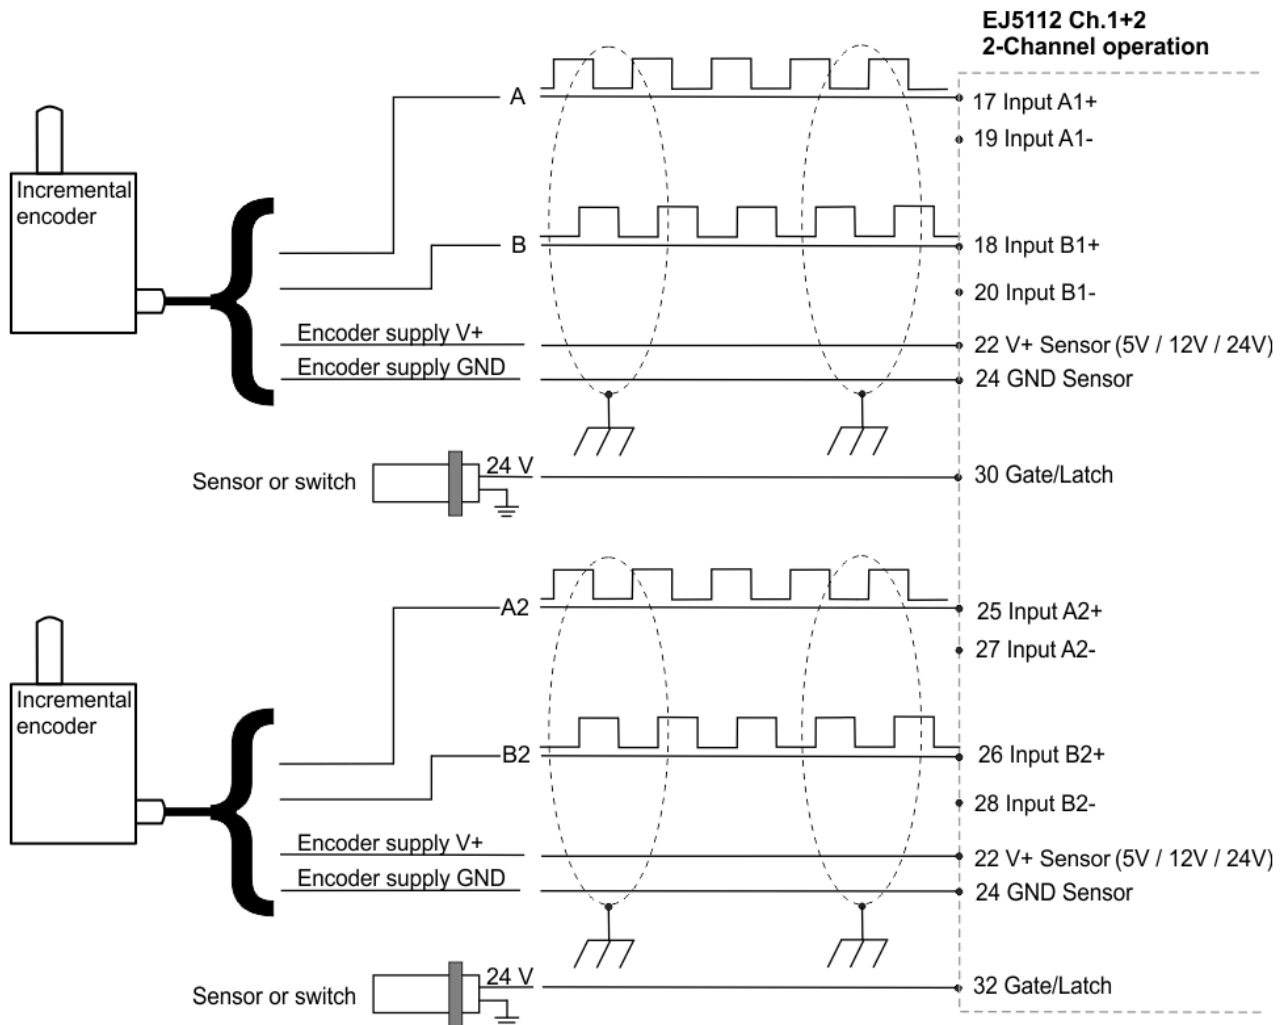 EJ5112 Ch.1+2
2-Channel operation
A
17 Input A1+
19 Input A1-
Incremental
encoder
B
18 Input B1+
20 Input B1-
Encoder supply V+
22 V+ Sensor (5V / 12V / 24V)
Encoder supply GND
24 GND Sensor
Sensor or switch
24 V
30 Gate/Latch
A2
25 Input A2+
27 Input A2-
Incremental
encoder
B2
26 Input B2+
28 Input B2-
Encoder supply V+
22 V+ Sensor (5V / 12V / 24V)
Encoder supply GND
24 GND Sensor
Sensor or switch
24 V
32 Gate/Latch